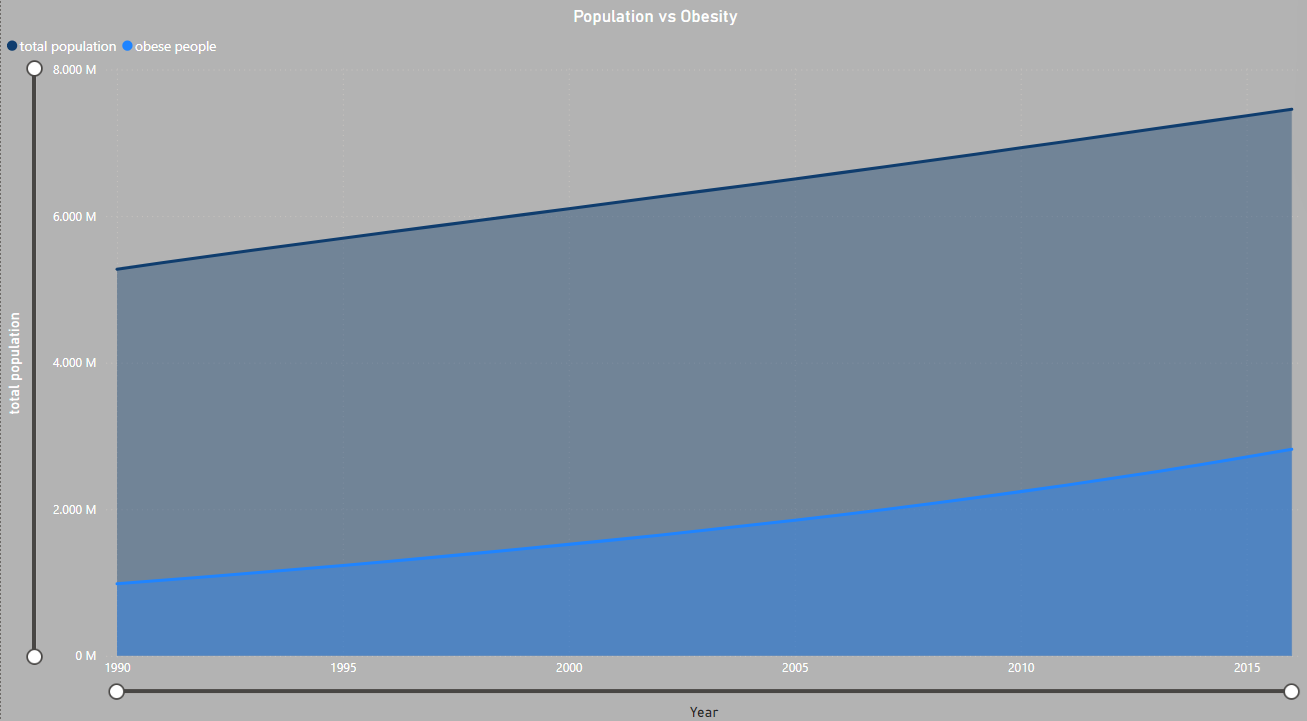 Population vs Obesity
total population obese people
8.000 M
6.000 M
4.000 M
2.000 M
0 M
total population
1990 1995 2000 2005 2010 2015
Year